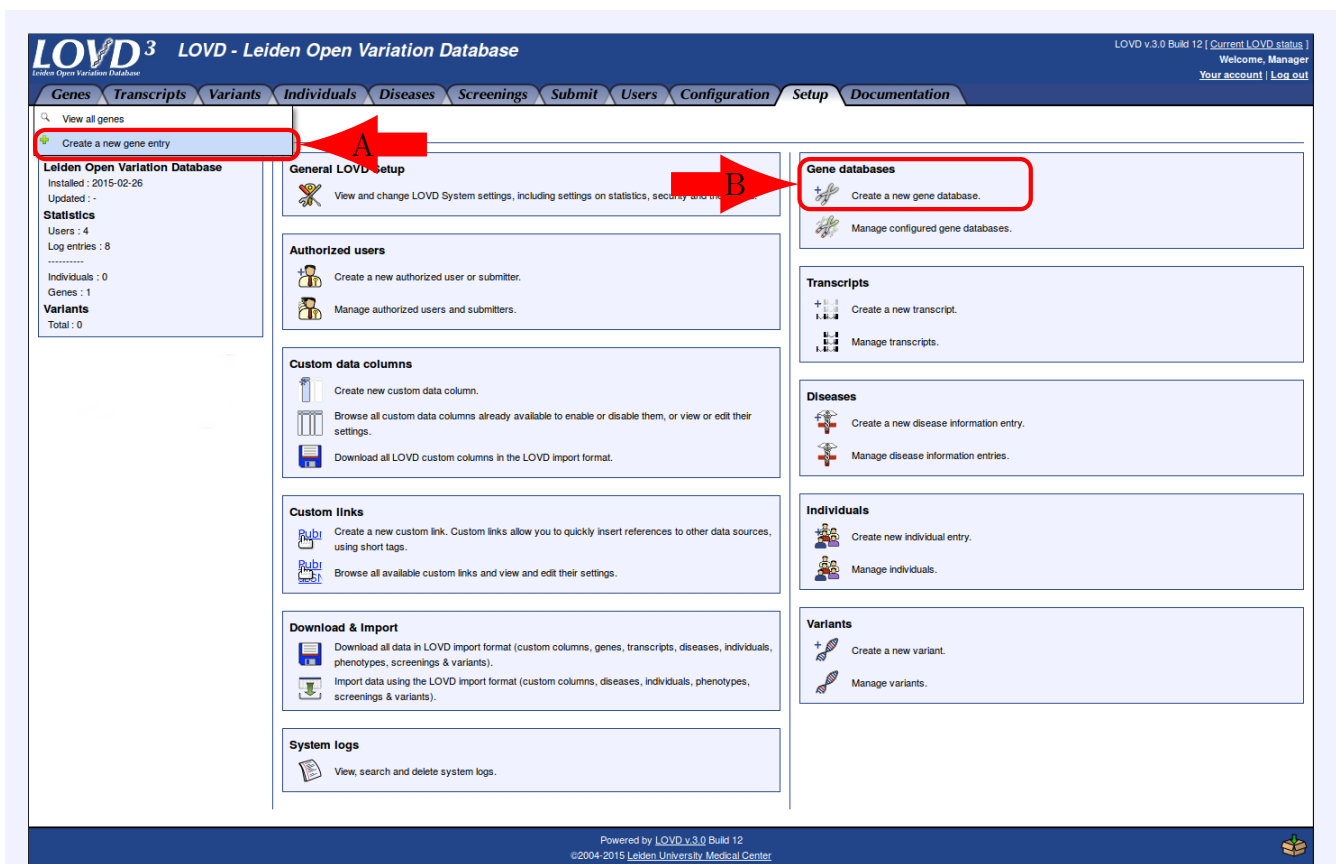 LOVD 3 LOVD - Leiden Open Variation Database
Leiden Open Variation Database
LOVD v.3.0 Build 12 [ Current LOVD status ]
Welcome, Manager
Your account | Log out
Genes Transcripts Variants Individuals Diseases Screenings Submit Users Configuration Setup Documentation
View all genes
Create a new gene entry
A
Leiden Open Variation Database
Installed : 2015-02-26
Updated : -
Statistics
Users : 4
Log entries : 8
----------
Individuals : 0
Genes : 1
Variants
Total : 0
General LOVD Setup
View and change LOVD System settings, including settings on statistics, security and the
B
Authorized users
Create a new authorized user or submitter.
Manage authorized users and submitters.
Custom data columns
Create new custom data column.
Browse all custom data columns already available to enable or disable them, or view or edit their
settings.
Download all LOVD custom columns in the LOVD import format.
Custom links
Create a new custom link. Custom links allow you to quickly insert references to other data sources,
using short tags.
Browse all available custom links and view and edit their settings.
Download & Import
Download all data in LOVD import format (custom columns, genes, transcripts, diseases, individuals,
phenotypes, screenings & variants).
Import data using the LOVD import format (custom columns, diseases, individuals, phenotypes,
screenings & variants).
System logs
View, search and delete system logs.
Gene databases
Create a new gene database.
Manage configured gene databases.
Transcripts
Create a new transcript.
Manage transcripts.
Diseases
Create a new disease information entry.
Manage disease information entries.
Individuals
Create new individual entry.
Manage individuals.
Variants
Create a new variant.
Manage variants.
Powered by LOVD v.3.0 Build 12
©2004-2015 Leiden University Medical Center